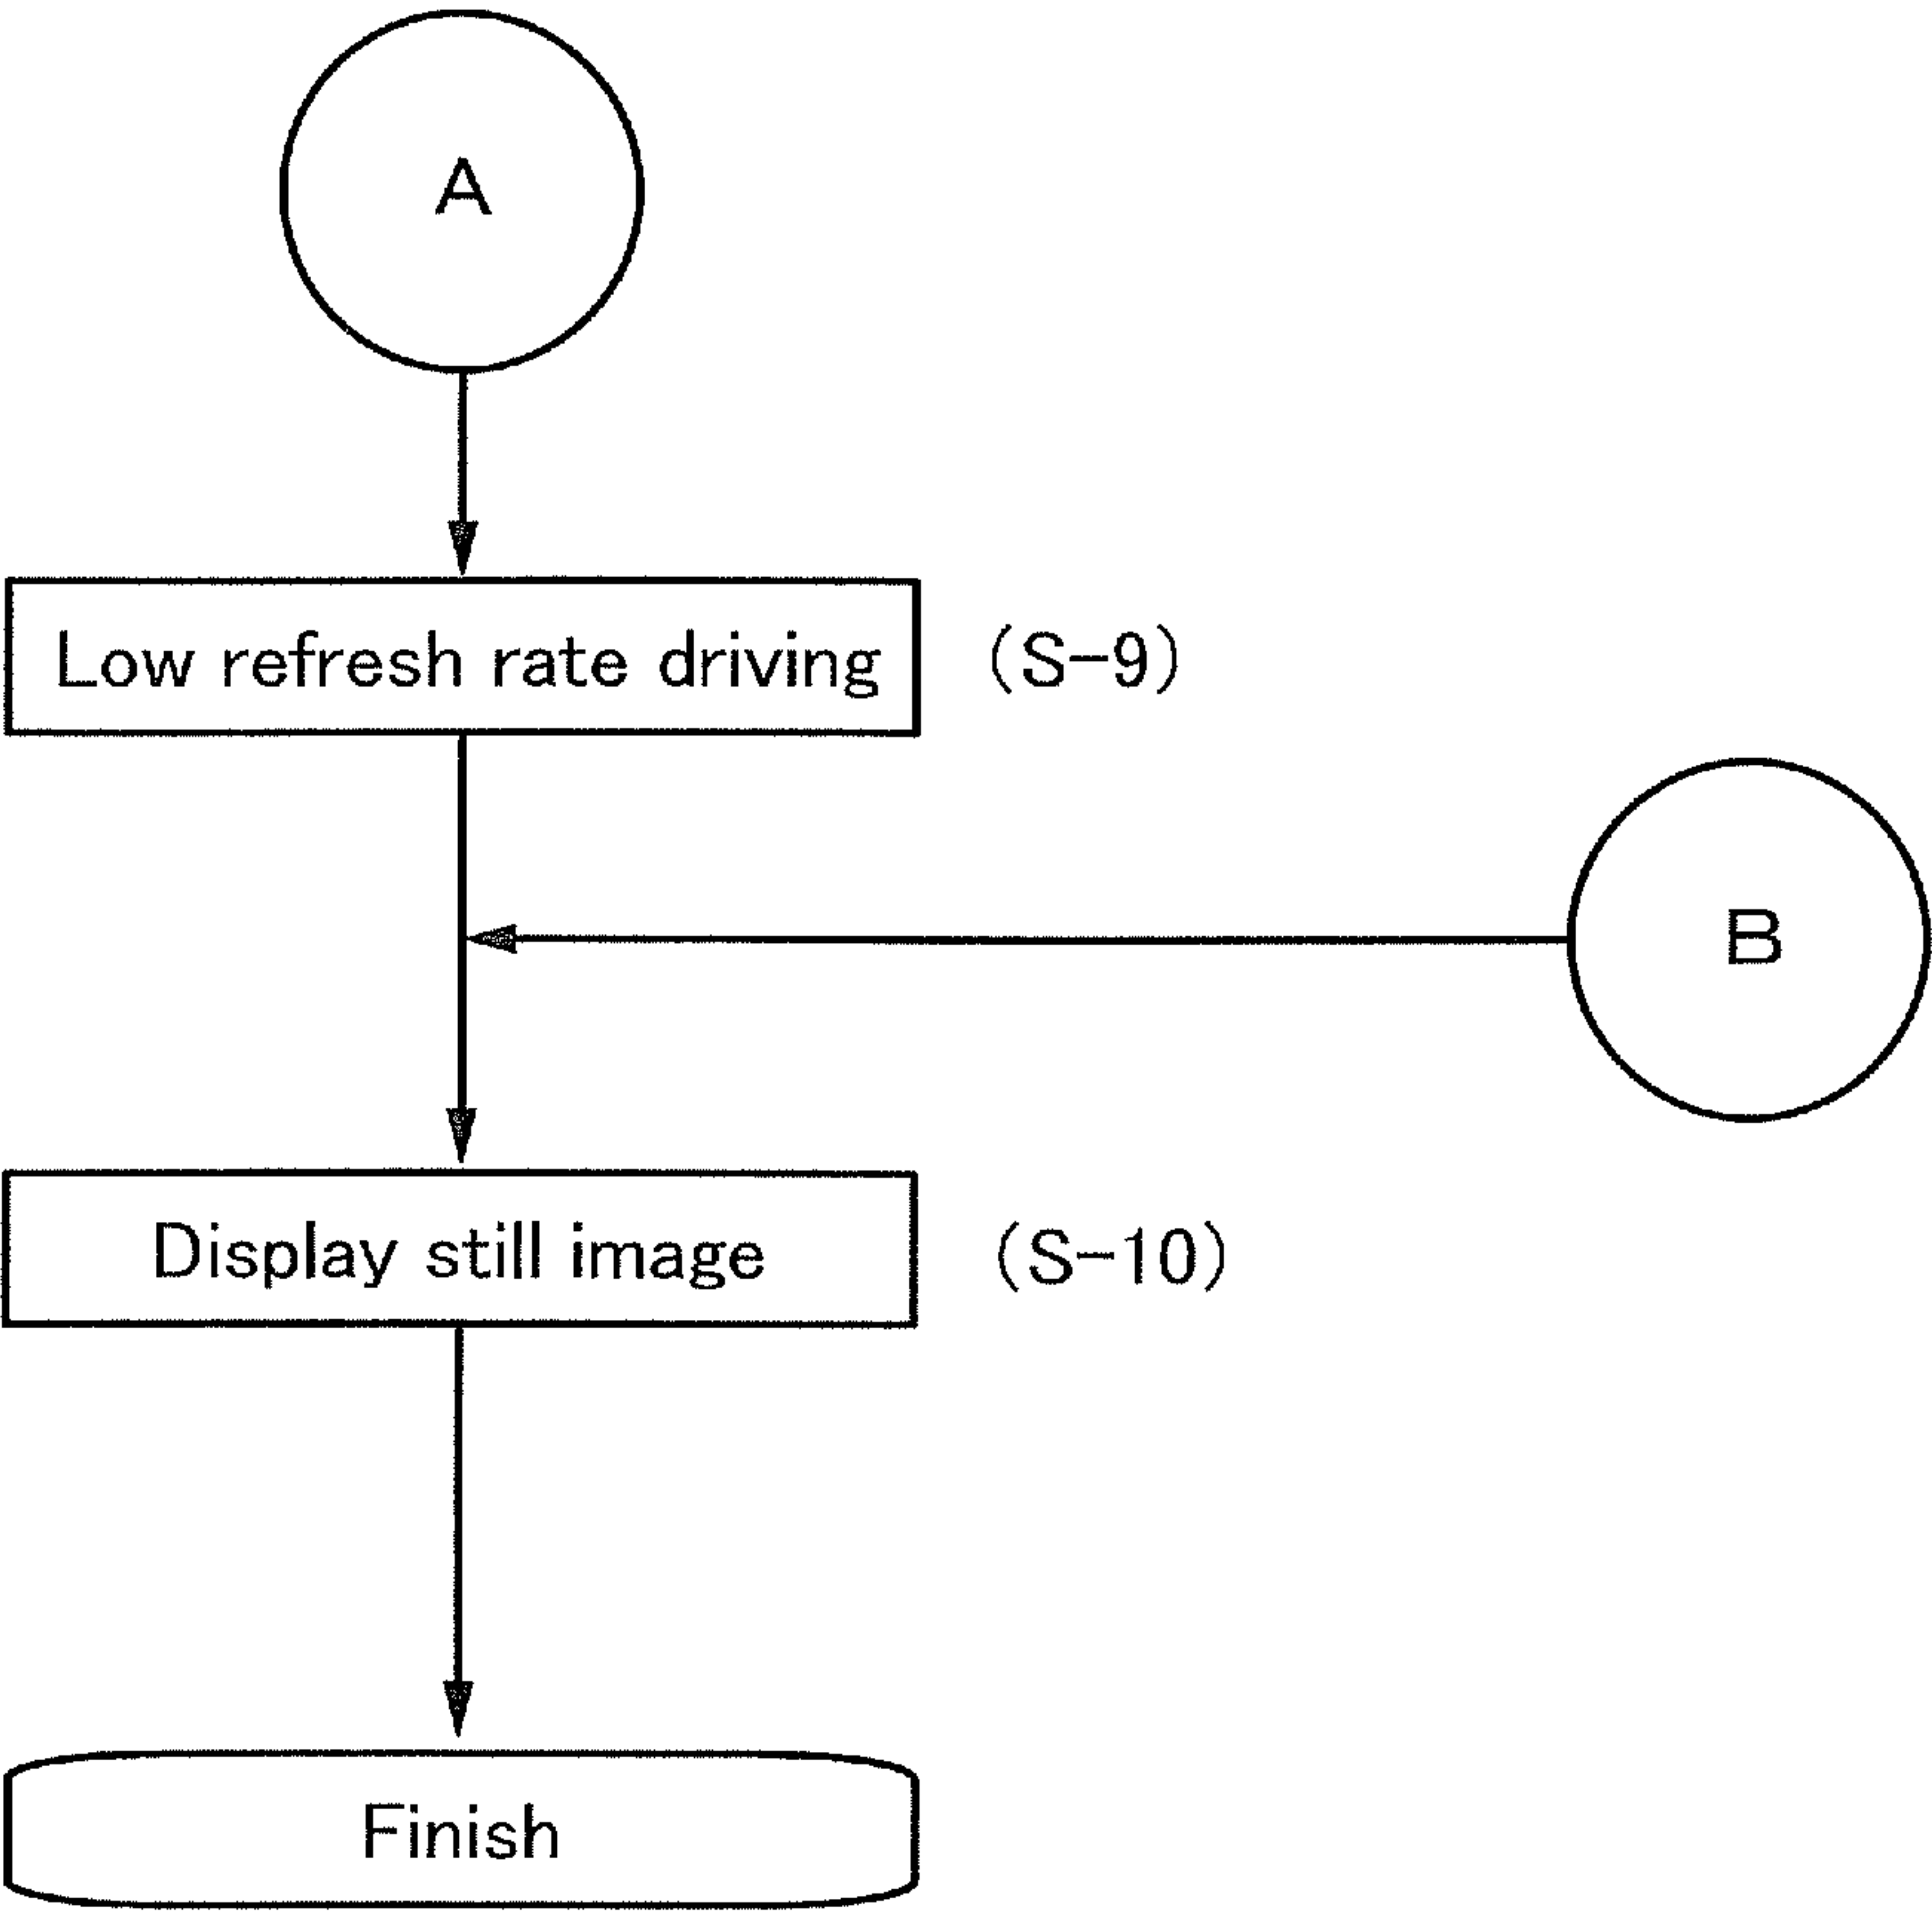 A
Low refresh rate driving (S-9)
B
Display still image (S-10)
Finish